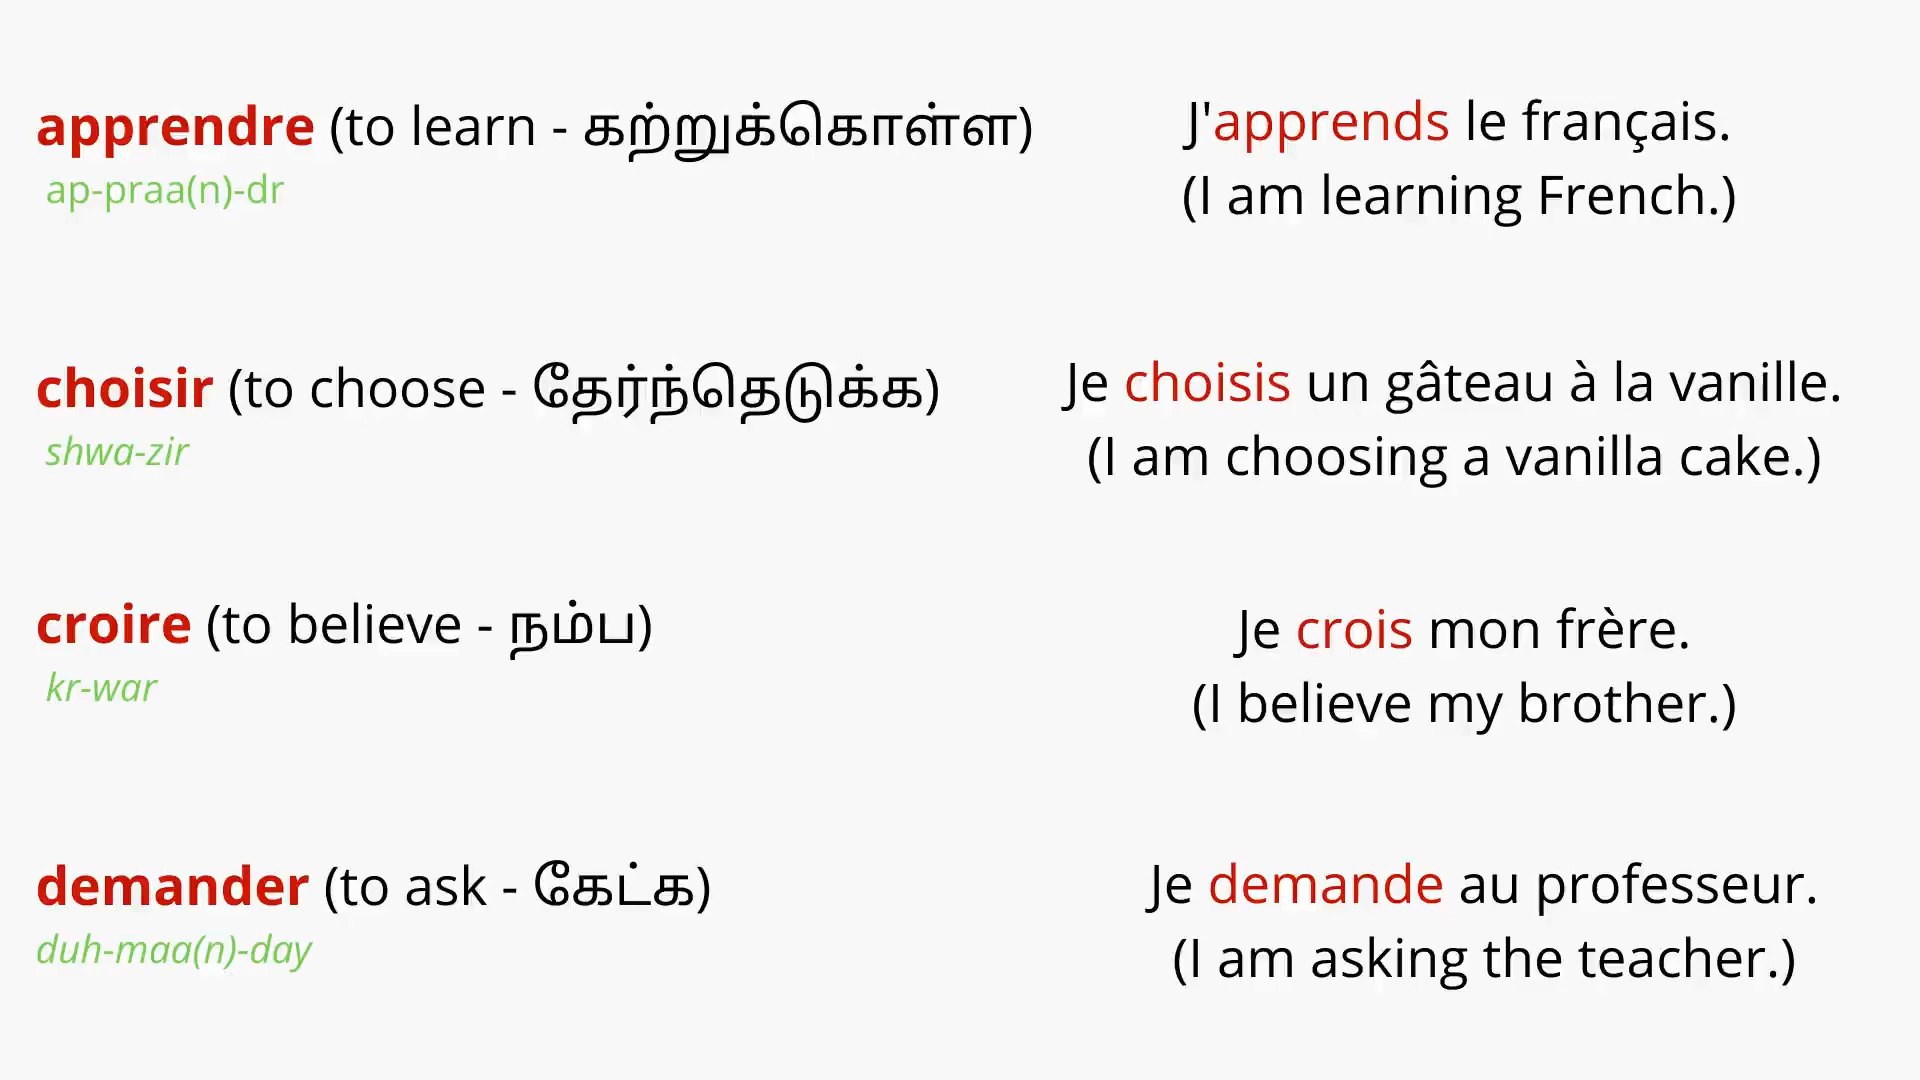 apprendre (to learn - கற்றுக்கொள்ள)
ap-praa(n)-dr
J'apprends le français.
(I am learning French.)
choisir (to choose - தேர்ந்தெடுக்க)
shwa-zir
Je choisis un gâteau à la vanille.
(I am choosing a vanilla cake.)
croire (to believe - நம்ப)
kr-war
Je crois mon frère.
(I believe my brother.)
demander (to ask - கேட்க)
duh-maa(n)-day
Je demande au professeur.
(I am asking the teacher.)